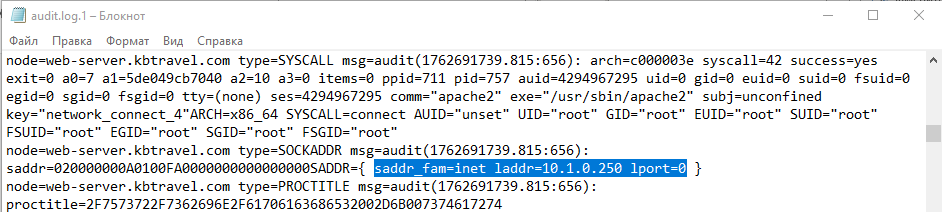 audit.log.1 – Блокнот
Файл Правка Формат Вид Справка
node=web-server.kbtravel.com type=SYSCALL msg=audit(1762691739.815:656): arch=c000003e syscall=42 success=yes
exit=0 a0=7 a1=5de049cb7040 a2=10 a3=0 items=0 ppid=711 pid=757 auid=4294967295 uid=0 gid=0 euid=0 suid=0 fsuid=0
egid=0 sgid=0 fsgid=0 tty=(none) ses=4294967295 comm="apache2" exe="/usr/sbin/apache2" subj=unconfined
key="network_connect_4"ARCH=x86_64 SYSCALL=connect AUID="unset" UID="root" GID="root" EUID="root" SUID="root"
FSUID="root" EGID="root" SGID="root" FSGID="root"
node=web-server.kbtravel.com type=SOCKADDR msg=audit(1762691739.815:656):
saddr=020000000A0100FA0000000000000000SADDR={ saddr_fam=inet laddr=10.1.0.250 lport=0 }
node=web-server.kbtravel.com type=PROCTITLE msg=audit(1762691739.815:656):
proctitle=2F7573722F7362696E2F61706163686532002D6B007374617274